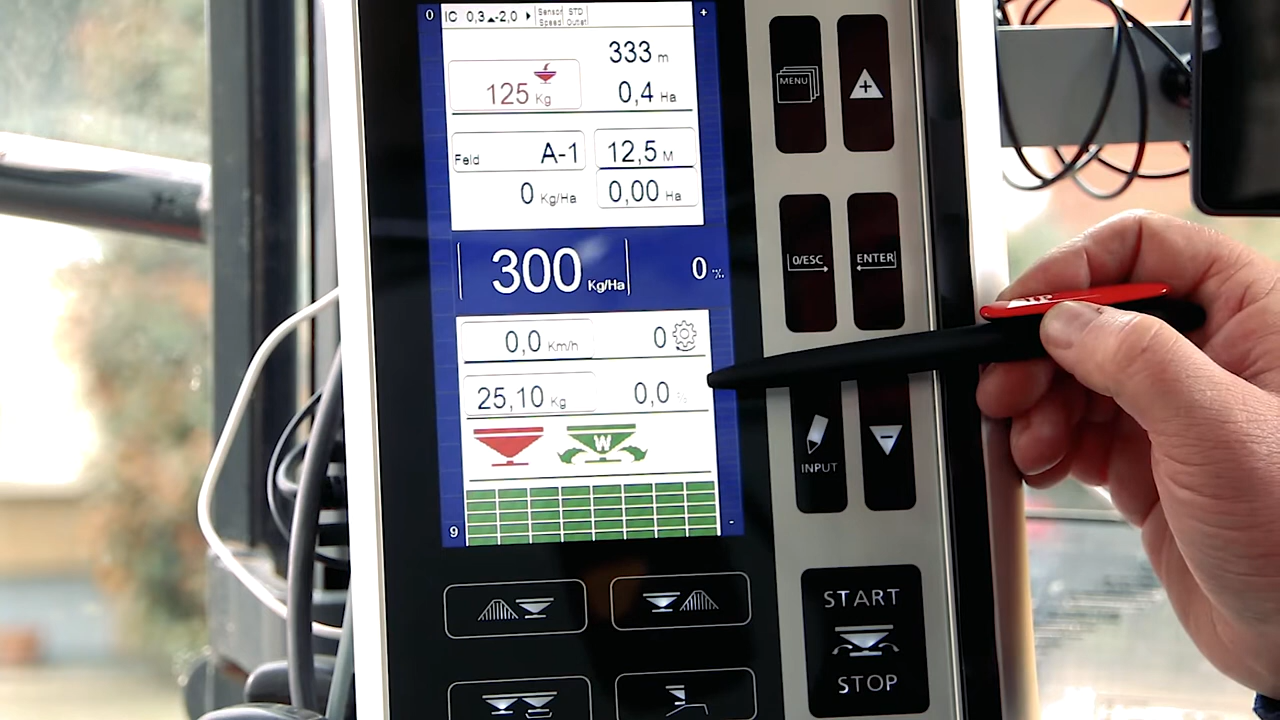 0 IC 0,3-2,0 Sensor Speed STD Outlet +
333 m
125 Kg 0,4 Ha
Feld A-1 12,5 M
0 Kg/Ha 0,00 Ha
300 Kg/Ha 0 %
0,0 Km/h 0
25,10 Kg 0,0
W
9 -
MENU +
0/ESC ENTER
INPUT -
START
STOP